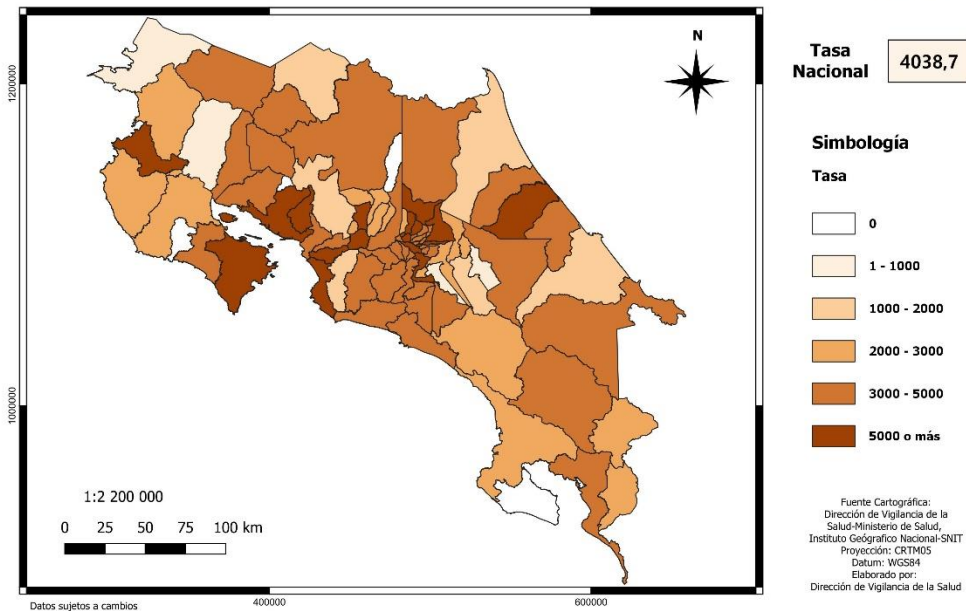 N
Tasa
Nacional
4038,7
1200000
1000000
Simbología
Tasa
0
1 - 1000
1000 - 2000
2000 - 3000
3000 - 5000
5000 o más
1:2 200 000
0 25 50 75 100 km
Fuente Cartográfica:
Dirección de Vigilancia de la
Salud-Ministerio de Salud,
Instituto Geógrafico Nacional-SNIT
Proyección: CRTM05
Datum: WGS84
Elaborado por:
Dirección de Vigilancia de la Salud
Datos sujetos a cambios
400000
600000